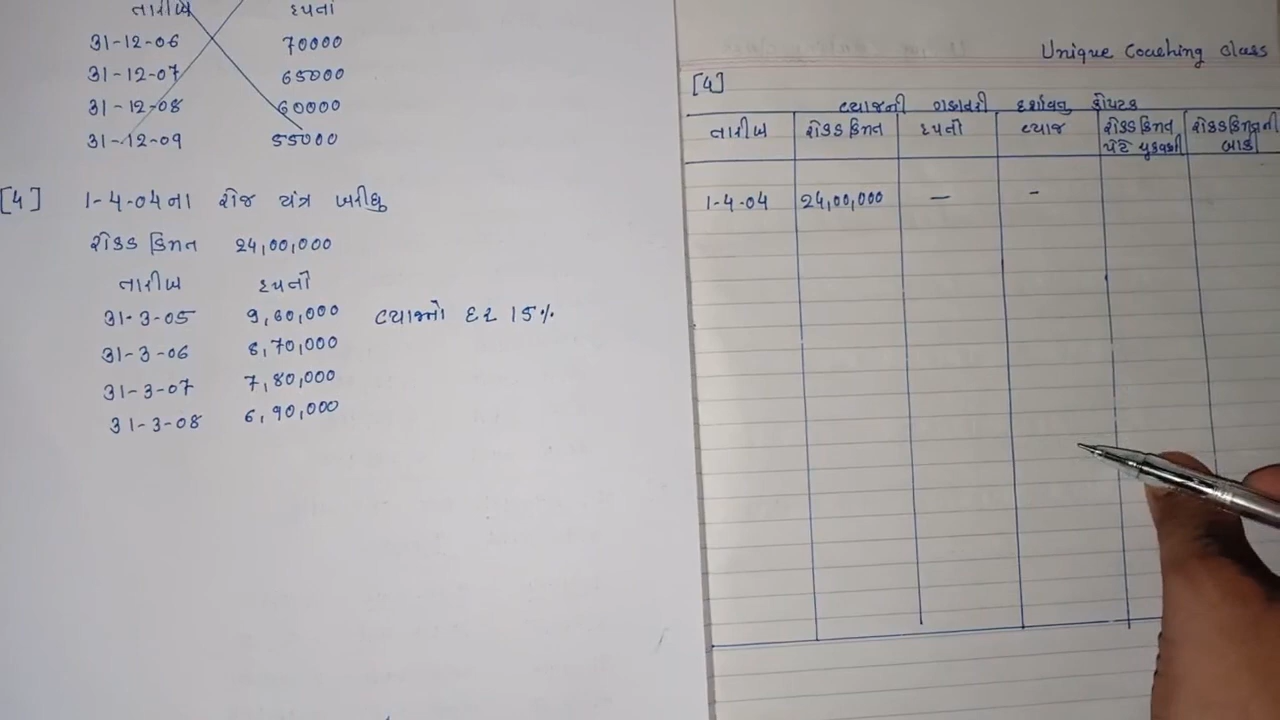 તારીખ હપતો
31-12-06 70000
31-12-07 65000
31-12-08 60000
31-12-09 55000
[4] 1-4-04ના રોજ યંત્ર ખરીદ્યુ
રોકડ કિંમત 24,00,000
તારીખ હપતો
31-3-05 9,60,000 વ્યાજનો દર 15%
31-3-06 8,70,000
31-3-07 7,80,000
31-3-08 6,90,000
Unique Coaching Class
[4]
વ્યાજની ગણતરી દર્શાવતુ કોષ્ટક
તારીખ રોકડ કિંમત હપતો વ્યાજ રોકડ કિંમત પેટે ચુકવણી રોકડ કિંમતની બાકી
1-4-04 24,00,000 — -